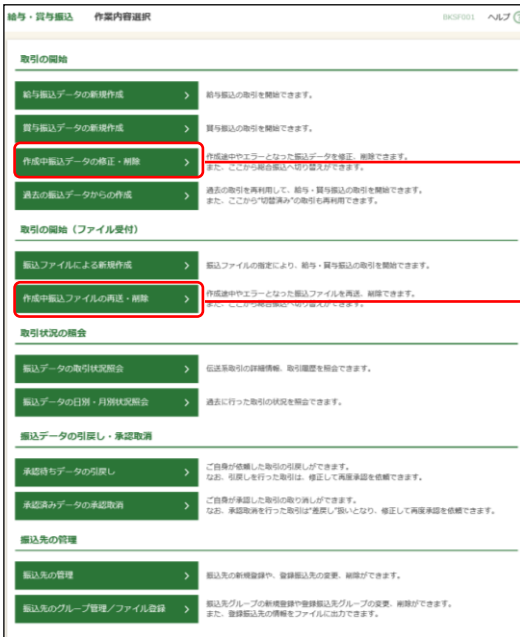 給与・賞与振込 作業内容選択 BKSF001 ヘルプ
取引の開始
給与振込データの新規作成 給与振込の取引を開始できます。
賞与振込データの新規作成 賞与振込の取引を開始できます。
作成中振込データの修正・削除 作成途中やエラーとなった振込データを修正、削除できます。
また、ここから総合振込へ切り替えができます。
過去の振込データからの作成 過去の取引を再利用して、給与・賞与振込の取引を開始できます。
また、ここから“切替済み”の取引も再利用できます。
取引の開始（ファイル受付）
振込ファイルによる新規作成 振込ファイルの指定により、給与・賞与振込の取引を開始できます。
作成中振込ファイルの再送・削除 作成途中やエラーとなった振込ファイルを再送、削除できます。
また、ここから総合振込へ切り替えができます。
取引状況の照会
振込データの取引状況照会 伝送系取引の詳細情報、取引履歴を照会できます。
振込データの日別・月別状況照会 過去に行った取引の状況を照会できます。
振込データの引戻し・承認取消
承認待ちデータの引戻し ご自身が依頼した取引の引戻しができます。
なお、引戻しを行った取引は、修正して再度承認を依頼できます。
承認済みデータの承認取消 ご自身が承認した取引の取り消しができます。
なお、承認取消を行った取引は“差戻し”扱いとなり、修正して再度承認を依頼できます。
振込先の管理
振込先の管理 振込先の新規登録や、登録振込先の変更、削除ができます。
振込先のグループ管理／ファイル登録 振込先グループの新規登録や登録振込先グループの変更、削除ができます。
また、登録振込先の情報をファイルに出力できます。